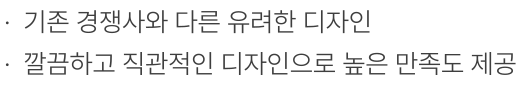 · 기존 경쟁사와 다른 유려한 디자인
· 깔끔하고 직관적인 디자인으로 높은 만족도 제공